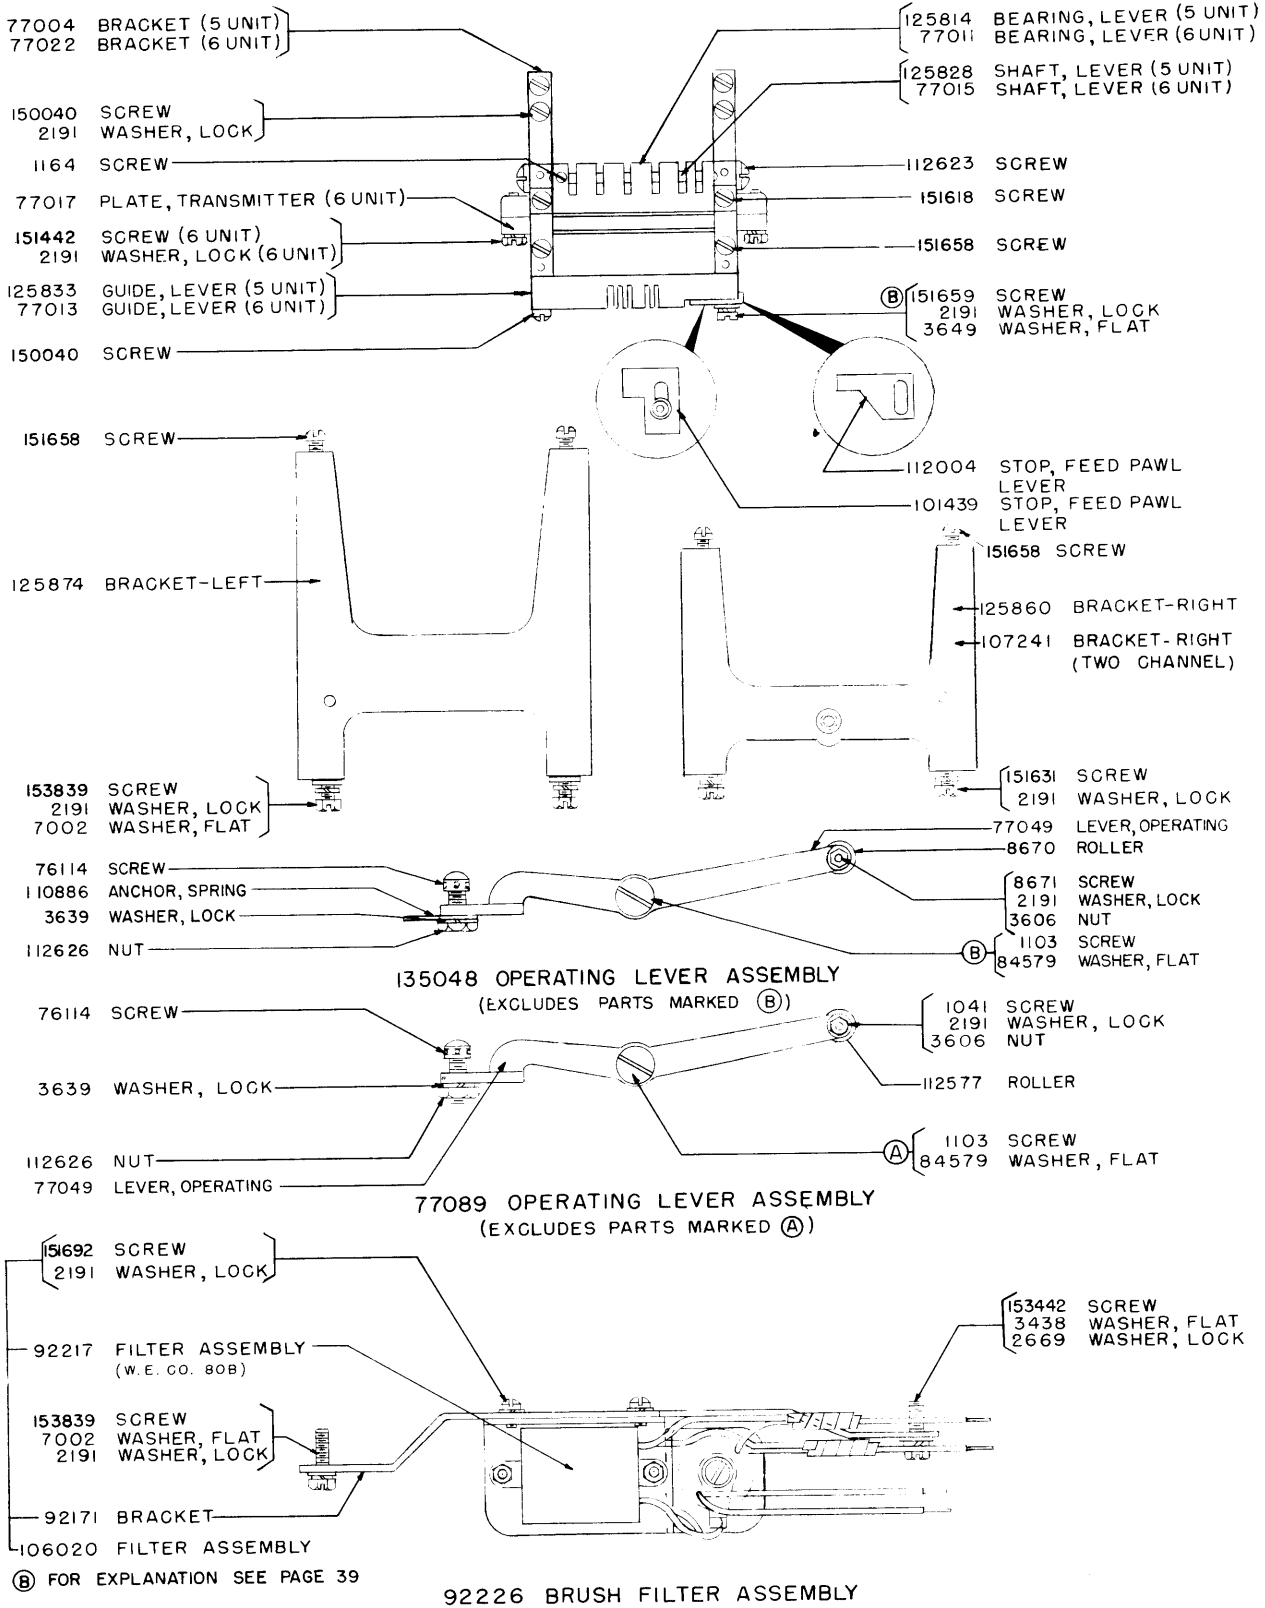 77004 BRACKET (5 UNIT)
77022 BRACKET (6 UNIT)
125814 BEARING, LEVER (5 UNIT)
77011 BEARING, LEVER (6 UNIT)
125828 SHAFT, LEVER (5 UNIT)
77015 SHAFT, LEVER (6 UNIT)
150040 SCREW
2191 WASHER, LOCK
1164 SCREW
112623 SCREW
77017 PLATE, TRANSMITTER (6 UNIT)
151618 SCREW
151442 SCREW (6 UNIT)
2191 WASHER, LOCK (6 UNIT)
151658 SCREW
125833 GUIDE, LEVER (5 UNIT)
77013 GUIDE, LEVER (6 UNIT)
B 151659 SCREW
2191 WASHER, LOCK
3649 WASHER, FLAT
150040 SCREW
151658 SCREW
112004 STOP, FEED PAWL
LEVER
101439 STOP, FEED PAWL
LEVER
151658 SCREW
125874 BRACKET-LEFT
125860 BRACKET-RIGHT
107241 BRACKET-RIGHT
(TWO CHANNEL)
153839 SCREW
2191 WASHER, LOCK
7002 WASHER, FLAT
151631 SCREW
2191 WASHER, LOCK
77049 LEVER, OPERATING
8670 ROLLER
76114 SCREW
110886 ANCHOR, SPRING
3639 WASHER, LOCK
112626 NUT
8671 SCREW
2191 WASHER, LOCK
3606 NUT
B 1103 SCREW
84579 WASHER, FLAT
135048 OPERATING LEVER ASSEMBLY
(EXCLUDES PARTS MARKED B)
76114 SCREW
1041 SCREW
2191 WASHER, LOCK
3606 NUT
3639 WASHER, LOCK
112577 ROLLER
112626 NUT
77049 LEVER, OPERATING
A 1103 SCREW
84579 WASHER, FLAT
77089 OPERATING LEVER ASSEMBLY
(EXCLUDES PARTS MARKED A)
151692 SCREW
2191 WASHER, LOCK
153442 SCREW
3438 WASHER, FLAT
2669 WASHER, LOCK
92217 FILTER ASSEMBLY
(W. E. CO. 80B)
153839 SCREW
7002 WASHER, FLAT
2191 WASHER, LOCK
92171 BRACKET
106020 FILTER ASSEMBLY
B FOR EXPLANATION SEE PAGE 39
92226 BRUSH FILTER ASSEMBLY